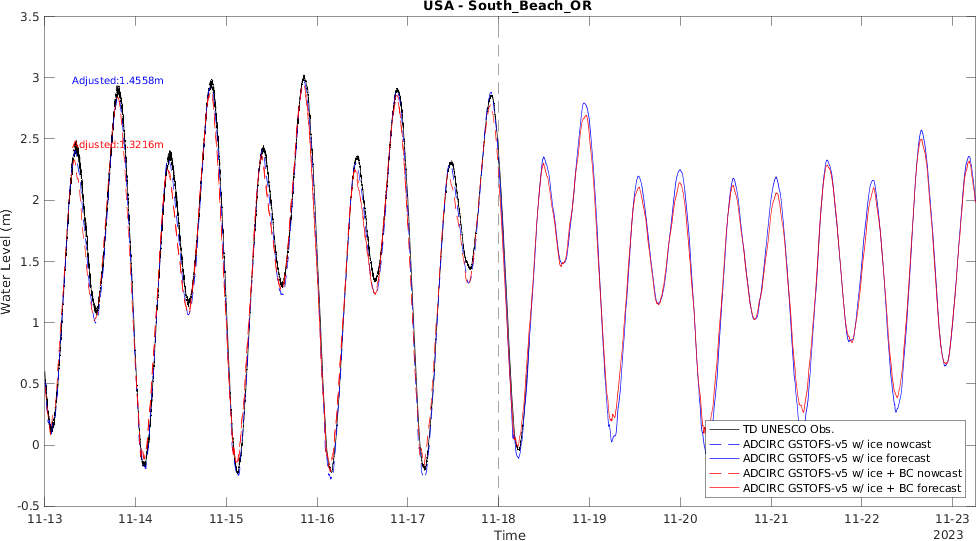 USA - South_Beach_OR
3.5
3
2.5
2
1.5
1
0.5
0
-0.5
Water Level (m)
Adjusted:1.4558m
Adjusted:1.3216m
TD UNESCO Obs.
ADCIRC GSTOFS-v5 w/ ice nowcast
ADCIRC GSTOFS-v5 w/ ice forecast
ADCIRC GSTOFS-v5 w/ ice + BC nowcast
ADCIRC GSTOFS-v5 w/ ice + BC forecast
11-13 11-14 11-15 11-16 11-17 11-18 11-19 11-20 11-21 11-22 11-23
2023
Time